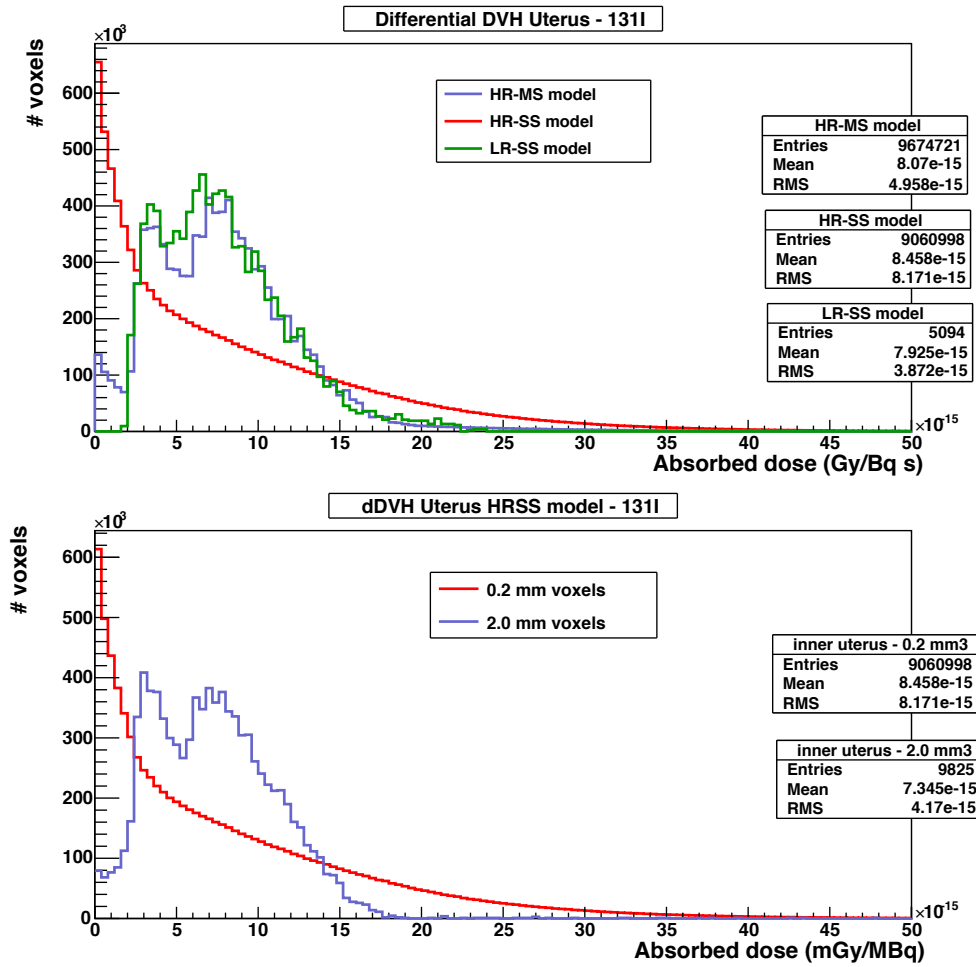 Differential DVH Uterus - 131I
×10³
# voxels
600
500
400
300
200
100
0
HR-MS model
HR-SS model
LR-SS model
HR-MS model
Entries 9674721
Mean 8.07e-15
RMS 4.958e-15
HR-SS model
Entries 9060998
Mean 8.458e-15
RMS 8.171e-15
LR-SS model
Entries 5094
Mean 7.925e-15
RMS 3.872e-15
0 5 10 15 20 25 30 35 40 45 50
×10⁻¹⁵
Absorbed dose (Gy/Bq s)
dDVH Uterus HRSS model - 131I
×10³
# voxels
600
500
400
300
200
100
0
0.2 mm voxels
2.0 mm voxels
inner uterus - 0.2 mm3
Entries 9060998
Mean 8.458e-15
RMS 8.171e-15
inner uterus - 2.0 mm3
Entries 9825
Mean 7.345e-15
RMS 4.17e-15
0 5 10 15 20 25 30 35 40 45 50
×10⁻¹⁵
Absorbed dose (mGy/MBq)